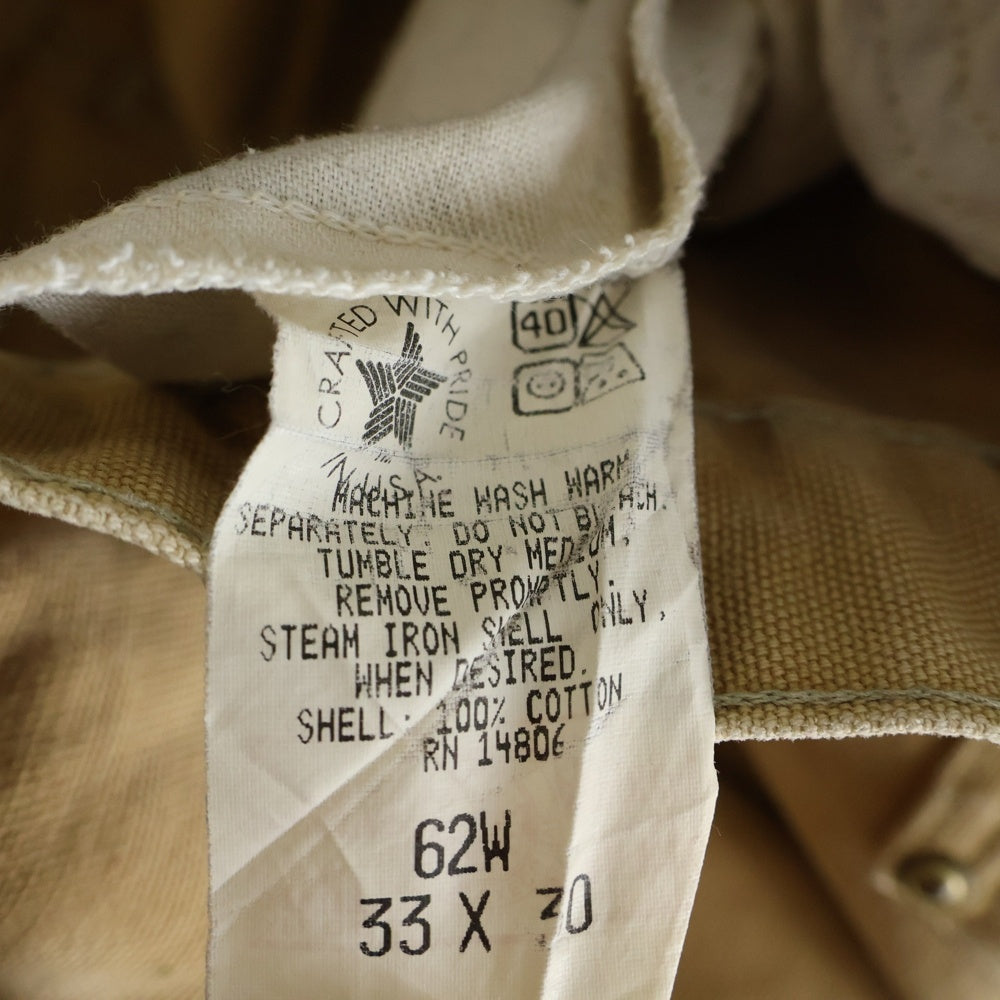 CRAFTED WITH PRIDE
IN U.S.A.
40
MACHINE WASH WARM
SEPARATELY. DO NOT BLEACH.
TUMBLE DRY MEDIUM.
REMOVE PROMPTLY.
STEAM IRON SHELL ONLY,
WHEN DESIRED.
SHELL: 100% COTTON
RN 14806
62W
33 X 30